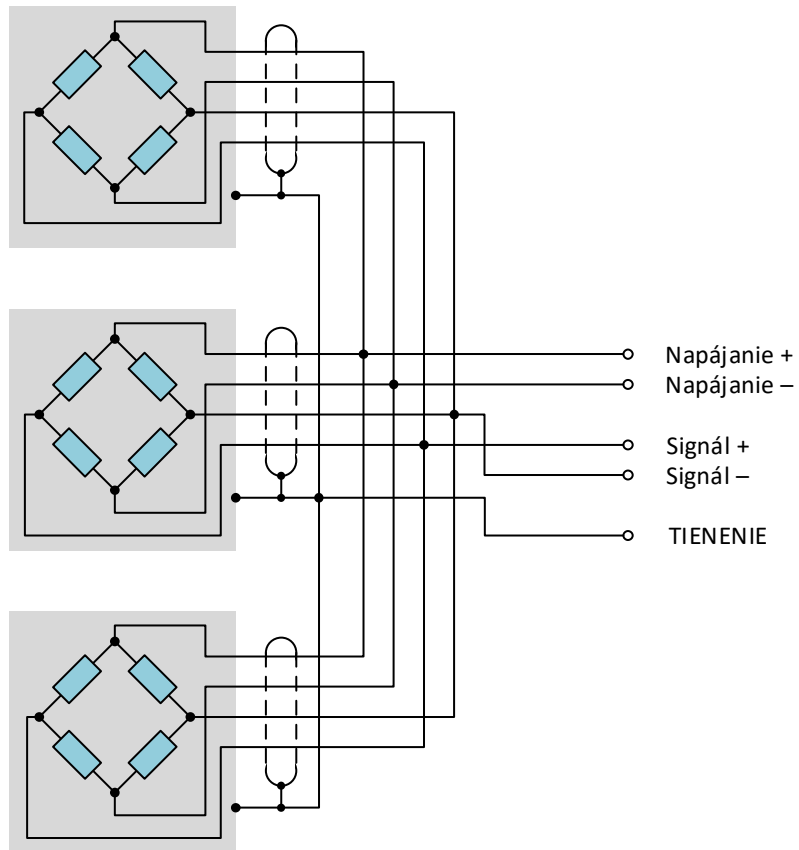 Napájanie +
Napájanie –
Signál +
Signál –
TIENENIE